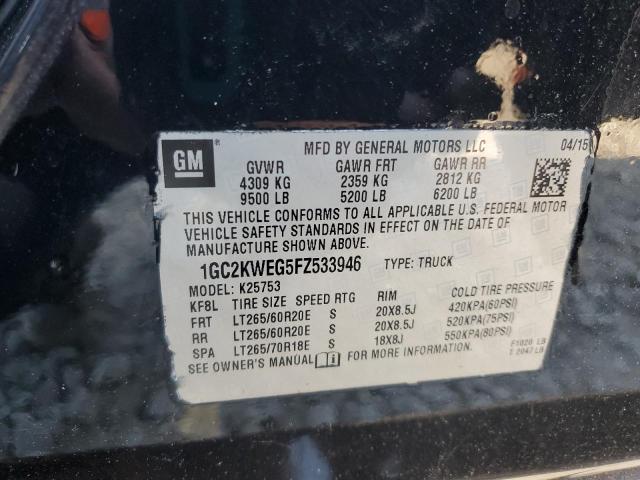 GM ®
MFD BY GENERAL MOTORS LLC 04/15
GVWR GAWR FRT GAWR RR
4309 KG 2359 KG 2812 KG
9500 LB 5200 LB 6200 LB
THIS VEHICLE CONFORMS TO ALL APPLICABLE U.S. FEDERAL MOTOR
VEHICLE SAFETY STANDARDS IN EFFECT ON THE DATE OF
MANUFACTURE SHOWN ABOVE.
1GC2KWEG5FZ533946 TYPE: TRUCK
MODEL: K25753
KF8L TIRE SIZE SPEED RTG RIM COLD TIRE PRESSURE
FRT LT265/60R20E S 20X8.5J 420KPA(60PSI)
RR LT265/60R20E S 20X8.5J 520KPA(75PSI)
SPA LT265/70R18E S 18X8J 550KPA(80PSI)
SEE OWNER'S MANUAL FOR MORE INFORMATION. F1020 LB
T 2047 LB